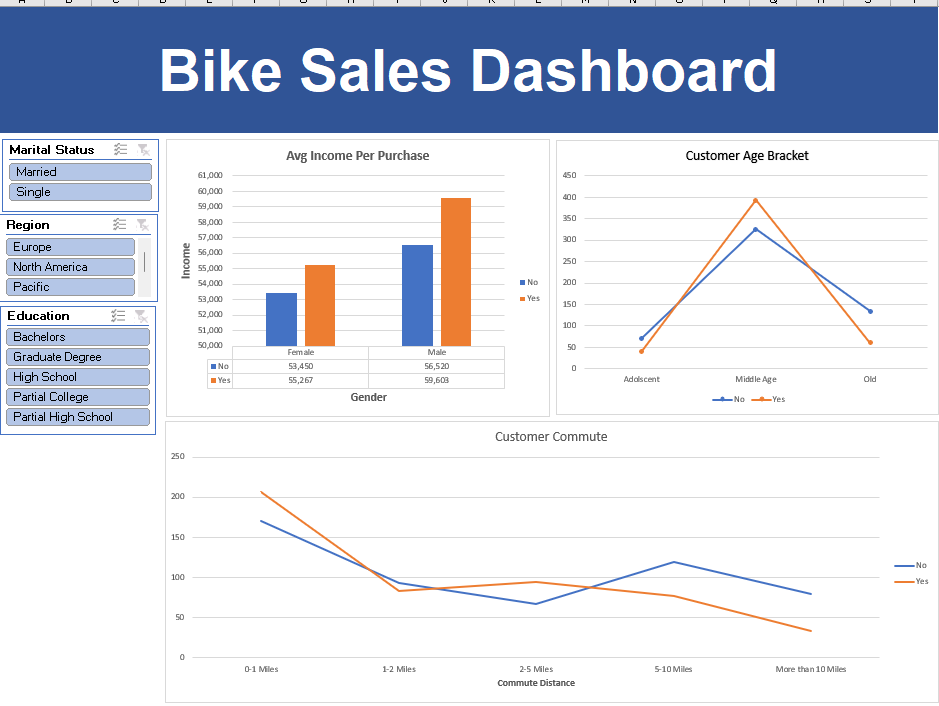 Bike Sales Dashboard
Marital Status
Married
Single
Region
Europe
North America
Pacific
Education
Bachelors
Graduate Degree
High School
Partial College
Partial High School
Avg Income Per Purchase
61,000
60,000
59,000
58,000
57,000
56,000
55,000
54,000
53,000
52,000
51,000
50,000
Income
Female Male
No 53,450 56,520
Yes 55,267 59,603
Gender
No
Yes
Customer Age Bracket
450
400
350
300
250
200
150
100
50
0
Adolscent Middle Age Old
No Yes
Customer Commute
250
200
150
100
50
0
0-1 Miles 1-2 Miles 2-5 Miles 5-10 Miles More than 10 Miles
Commute Distance
No
Yes